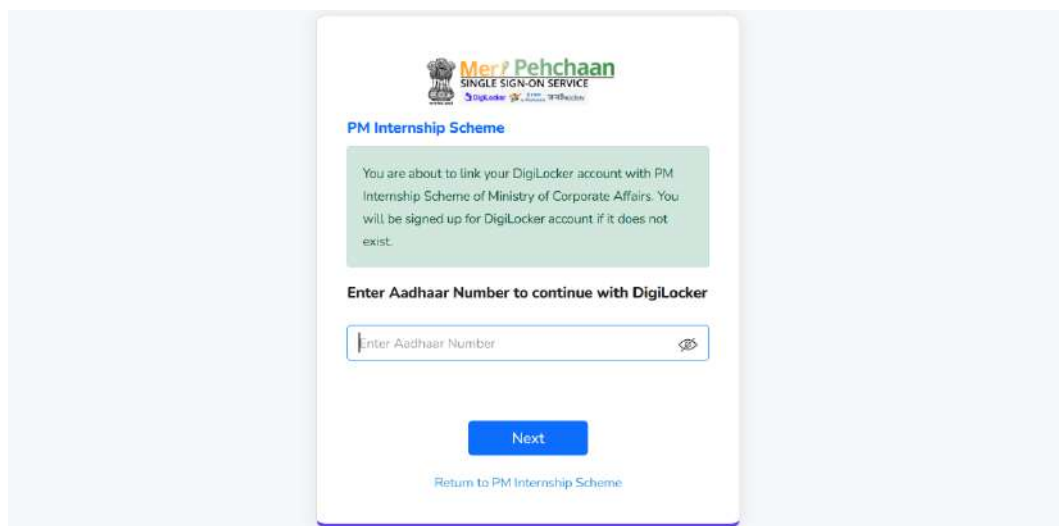 Meri Pehchaan
SINGLE SIGN-ON SERVICE
DigiLocker
PM Internship Scheme
You are about to link your DigiLocker account with PM
Internship Scheme of Ministry of Corporate Affairs. You
will be signed up for DigiLocker account if it does not
exist.
Enter Aadhaar Number to continue with DigiLocker
Enter Aadhaar Number
Next
Return to PM Internship Scheme